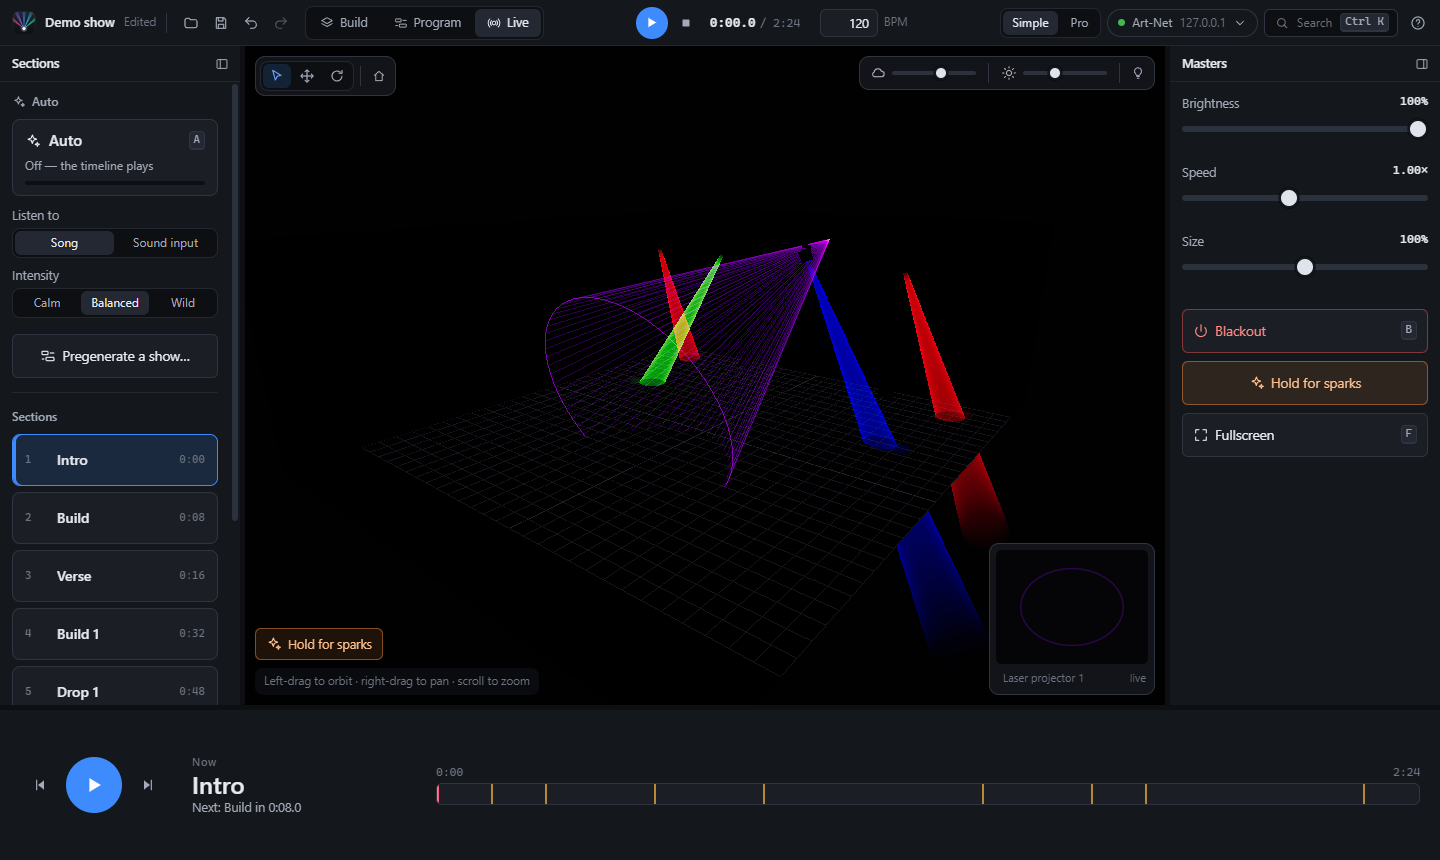 Demo show Edited
Build Program Live
0:00.0 / 2:24 120 BPM
Simple Pro Art-Net 127.0.0.1 Search Ctrl K
Sections
Auto
Auto A
Off — the timeline plays
Listen to
Song Sound input
Intensity
Calm Balanced Wild
Pregenerate a show...
Sections
1 Intro 0:00
2 Build 0:08
3 Verse 0:16
4 Build 1 0:32
5 Drop 1 0:48
Hold for sparks
Left-drag to orbit · right-drag to pan · scroll to zoom
Laser projector 1 live
Masters
Brightness 100%
Speed 1.00×
Size 100%
Blackout B
Hold for sparks
Fullscreen F
Now
Intro
Next: Build in 0:08.0
0:00 2:24